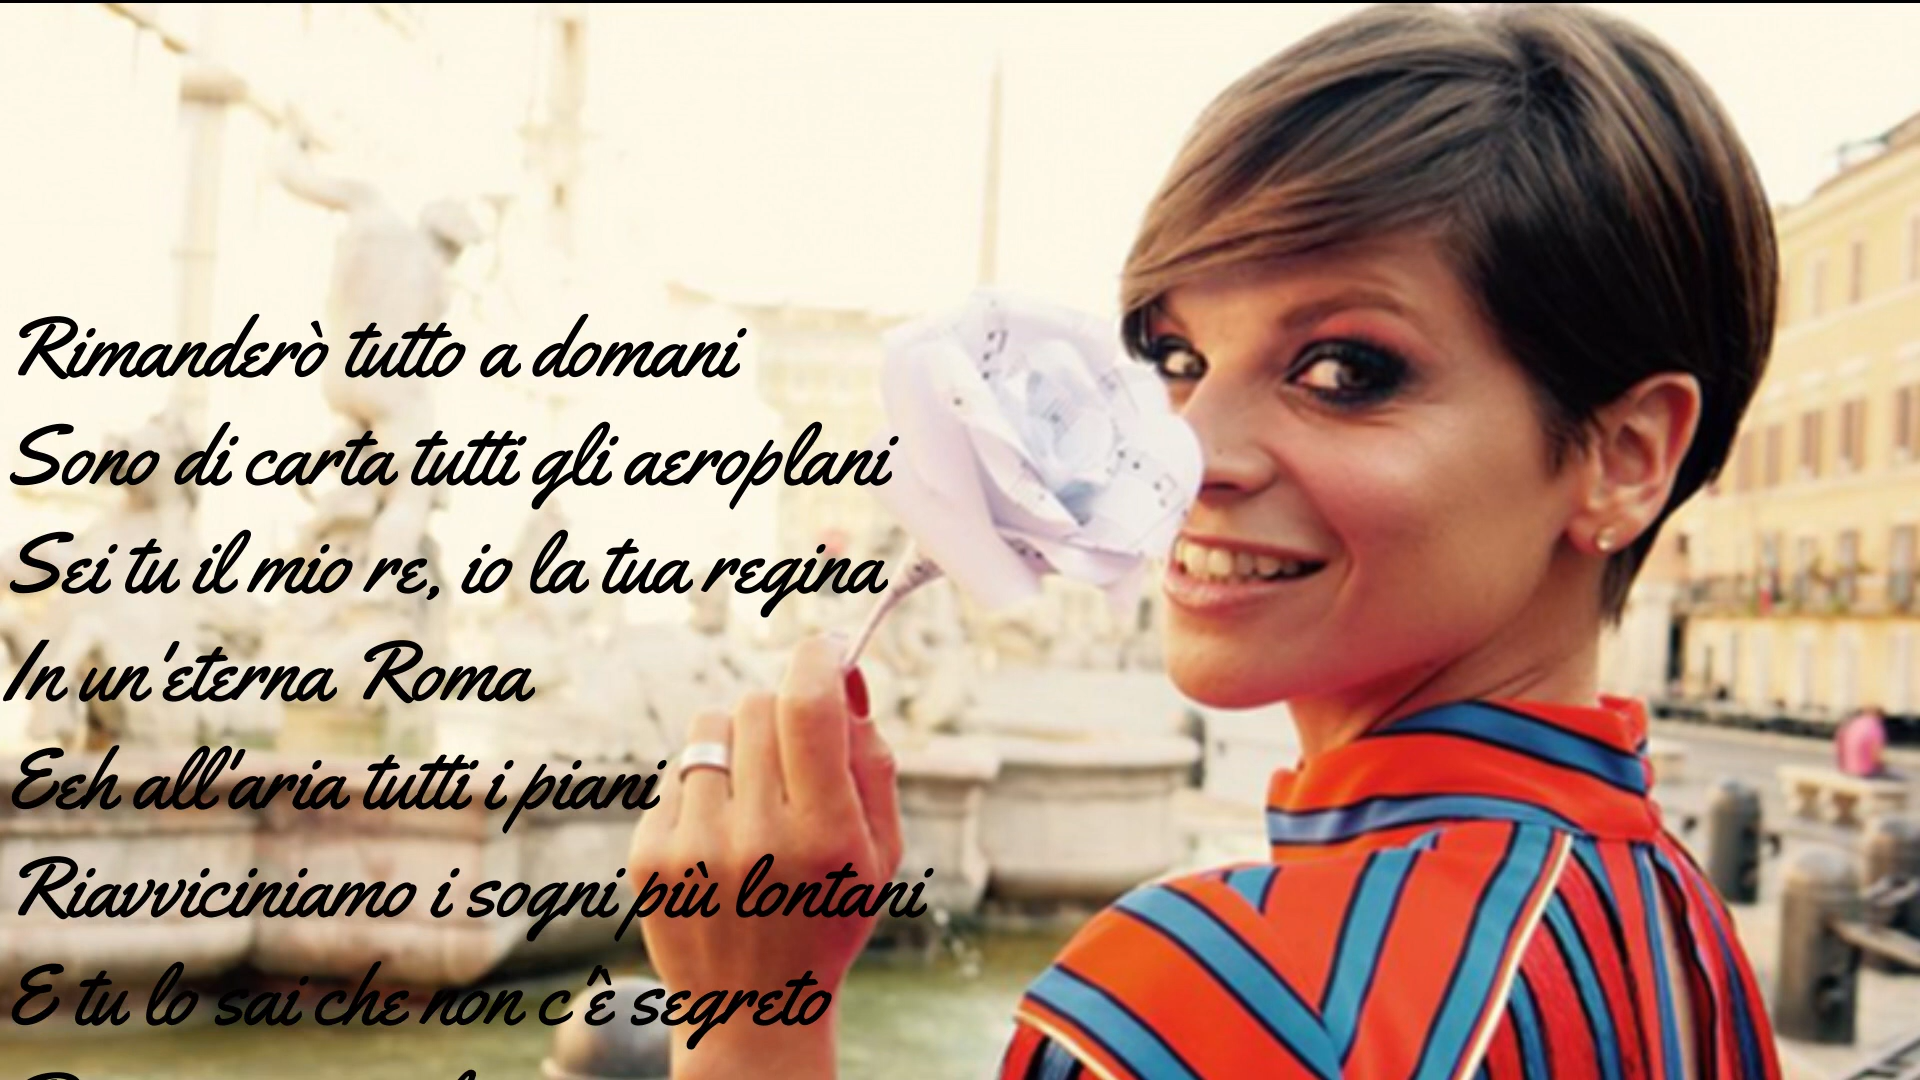 Rimanderò tutto a domani
Sono di carta tutti gli aeroplani
Sei tu il mio re, io la tua regina
In un'eterna Roma
Eeh all'aria tutti i piani
Riavviciniamo i sogni più lontani
E tu lo sai che non c'è segreto